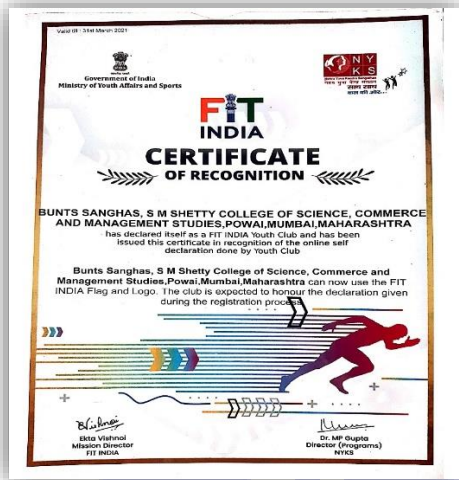 Valid till : 31st March 2021
Government of India
Ministry of Youth Affairs and Sports
NY
KS
FIT
INDIA
CERTIFICATE
OF RECOGNITION
BUNTS SANGHAS, S M SHETTY COLLEGE OF SCIENCE, COMMERCE
AND MANAGEMENT STUDIES,POWAI,MUMBAI,MAHARASHTRA
has declared itself as a FIT INDIA Youth Club and has been
issued this certificate in recognition of the online self
declaration done by Youth Club
Bunts Sanghas, S M Shetty College of Science, Commerce and
Management Studies,Powai,Mumbai,Maharashtra can now use the FIT
INDIA Flag and Logo. The club is expected to honour the declaration given
during the registration process
Ekta Vishnoi
Mission Director
FIT INDIA
Dr. MP Gupta
Director (Programs)
NYKS